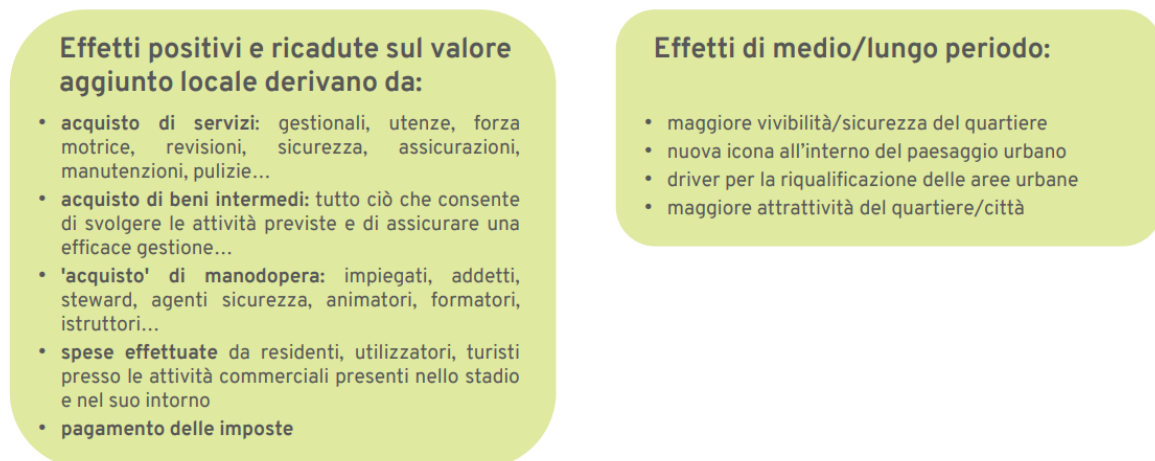 Effetti positivi e ricadute sul valore
aggiunto locale derivano da:
• acquisto di servizi: gestionali, utenze, forza
motrice, revisioni, sicurezza, assicurazioni,
manutenzioni, pulizie…
• acquisto di beni intermedi: tutto ciò che consente
di svolgere le attività previste e di assicurare una
efficace gestione…
• 'acquisto' di manodopera: impiegati, addetti,
steward, agenti sicurezza, animatori, formatori,
istruttori…
• spese effettuate da residenti, utilizzatori, turisti
presso le attività commerciali presenti nello stadio
e nel suo intorno
• pagamento delle imposte
Effetti di medio/lungo periodo:
• maggiore vivibilità/sicurezza del quartiere
• nuova icona all’interno del paesaggio urbano
• driver per la riqualificazione delle aree urbane
• maggiore attrattività del quartiere/città